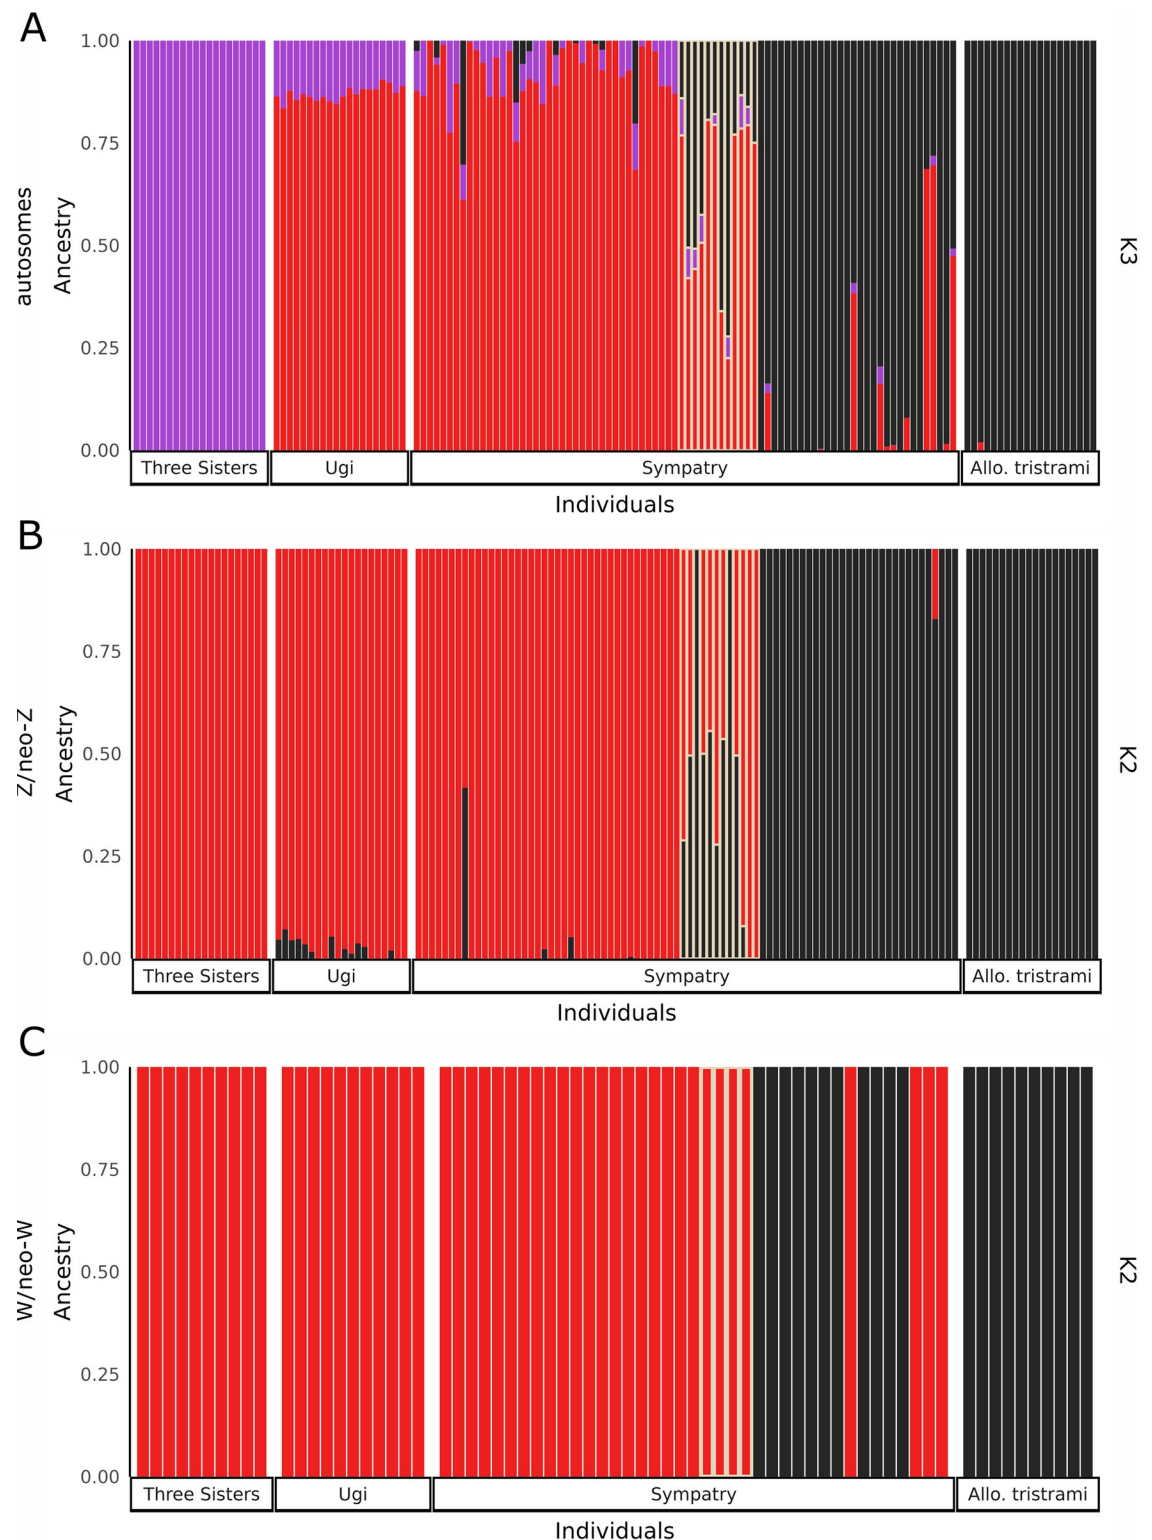 A
1.00
0.75
0.50
0.25
0.00
autosomes
Ancestry
K3
Three Sisters
Ugi
Sympatry
Allo. tristrami
Individuals
B
1.00
0.75
0.50
0.25
0.00
Z/neo-Z
Ancestry
K2
Three Sisters
Ugi
Sympatry
Allo. tristrami
Individuals
C
1.00
0.75
0.50
0.25
0.00
W/neo-W
Ancestry
K2
Three Sisters
Ugi
Sympatry
Allo. tristrami
Individuals